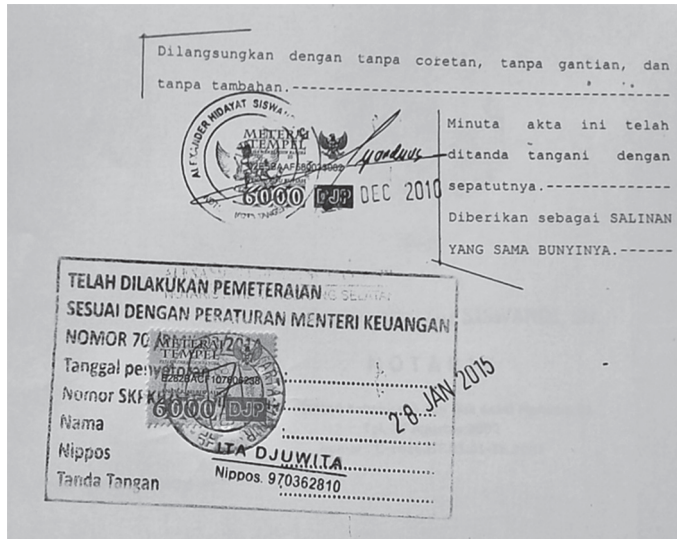 Dilangsungkan dengan tanpa coretan, tanpa gantian, dan
tanpa tambahan.
HIDAYAT
METERAI
TEMPEL
6000 DJP
DEC 2010
Minuta akta ini telah
ditanda tangani dengan
sepatutnya.
Diberikan sebagai SALINAN
YANG SAMA BUNYINYA.
TELAH DILAKUKAN PEMETERAIAN
SESUAI DENGAN PERATURAN MENTERI KEUANGAN
NOMOR 70
METERAI
TEMPEL
6000 DJP
Tanggal penyetoran
Nomor
28 JAN 2015
Nama
ITA DJUWITA
Nippos
Nippos. 970362810
Tanda Tangan